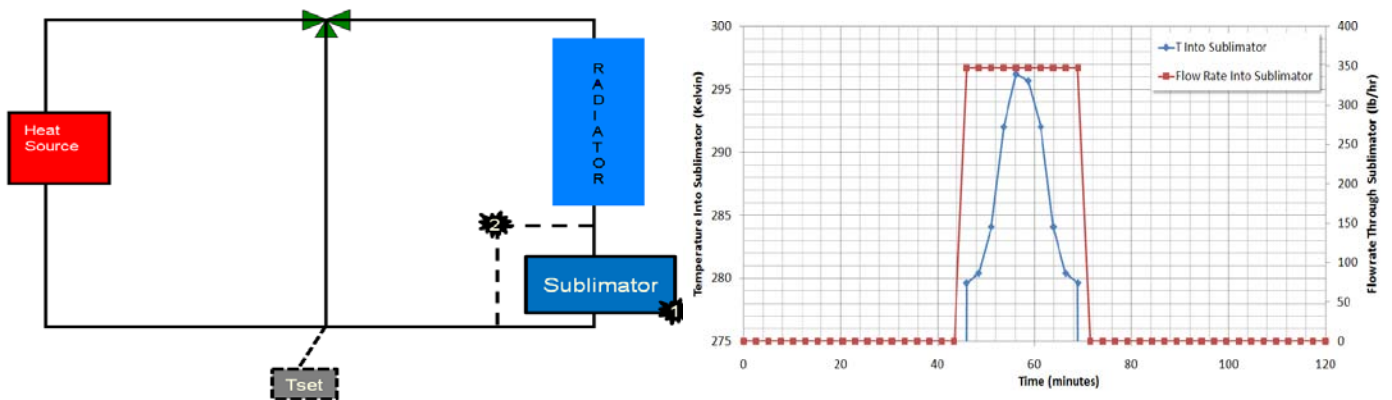 Heat
Source
RADIATOR
2
Sublimator
1
Tset
300
295
290
285
280
275
Temperature Into Sublimator (Kelvin)
T Into Sublimator
Flow Rate Into Sublimator
400
350
300
250
200
150
100
50
0
Flowrate Through Sublimator (lb/hr)
0 20 40 60 80 100 120
Time (minutes)